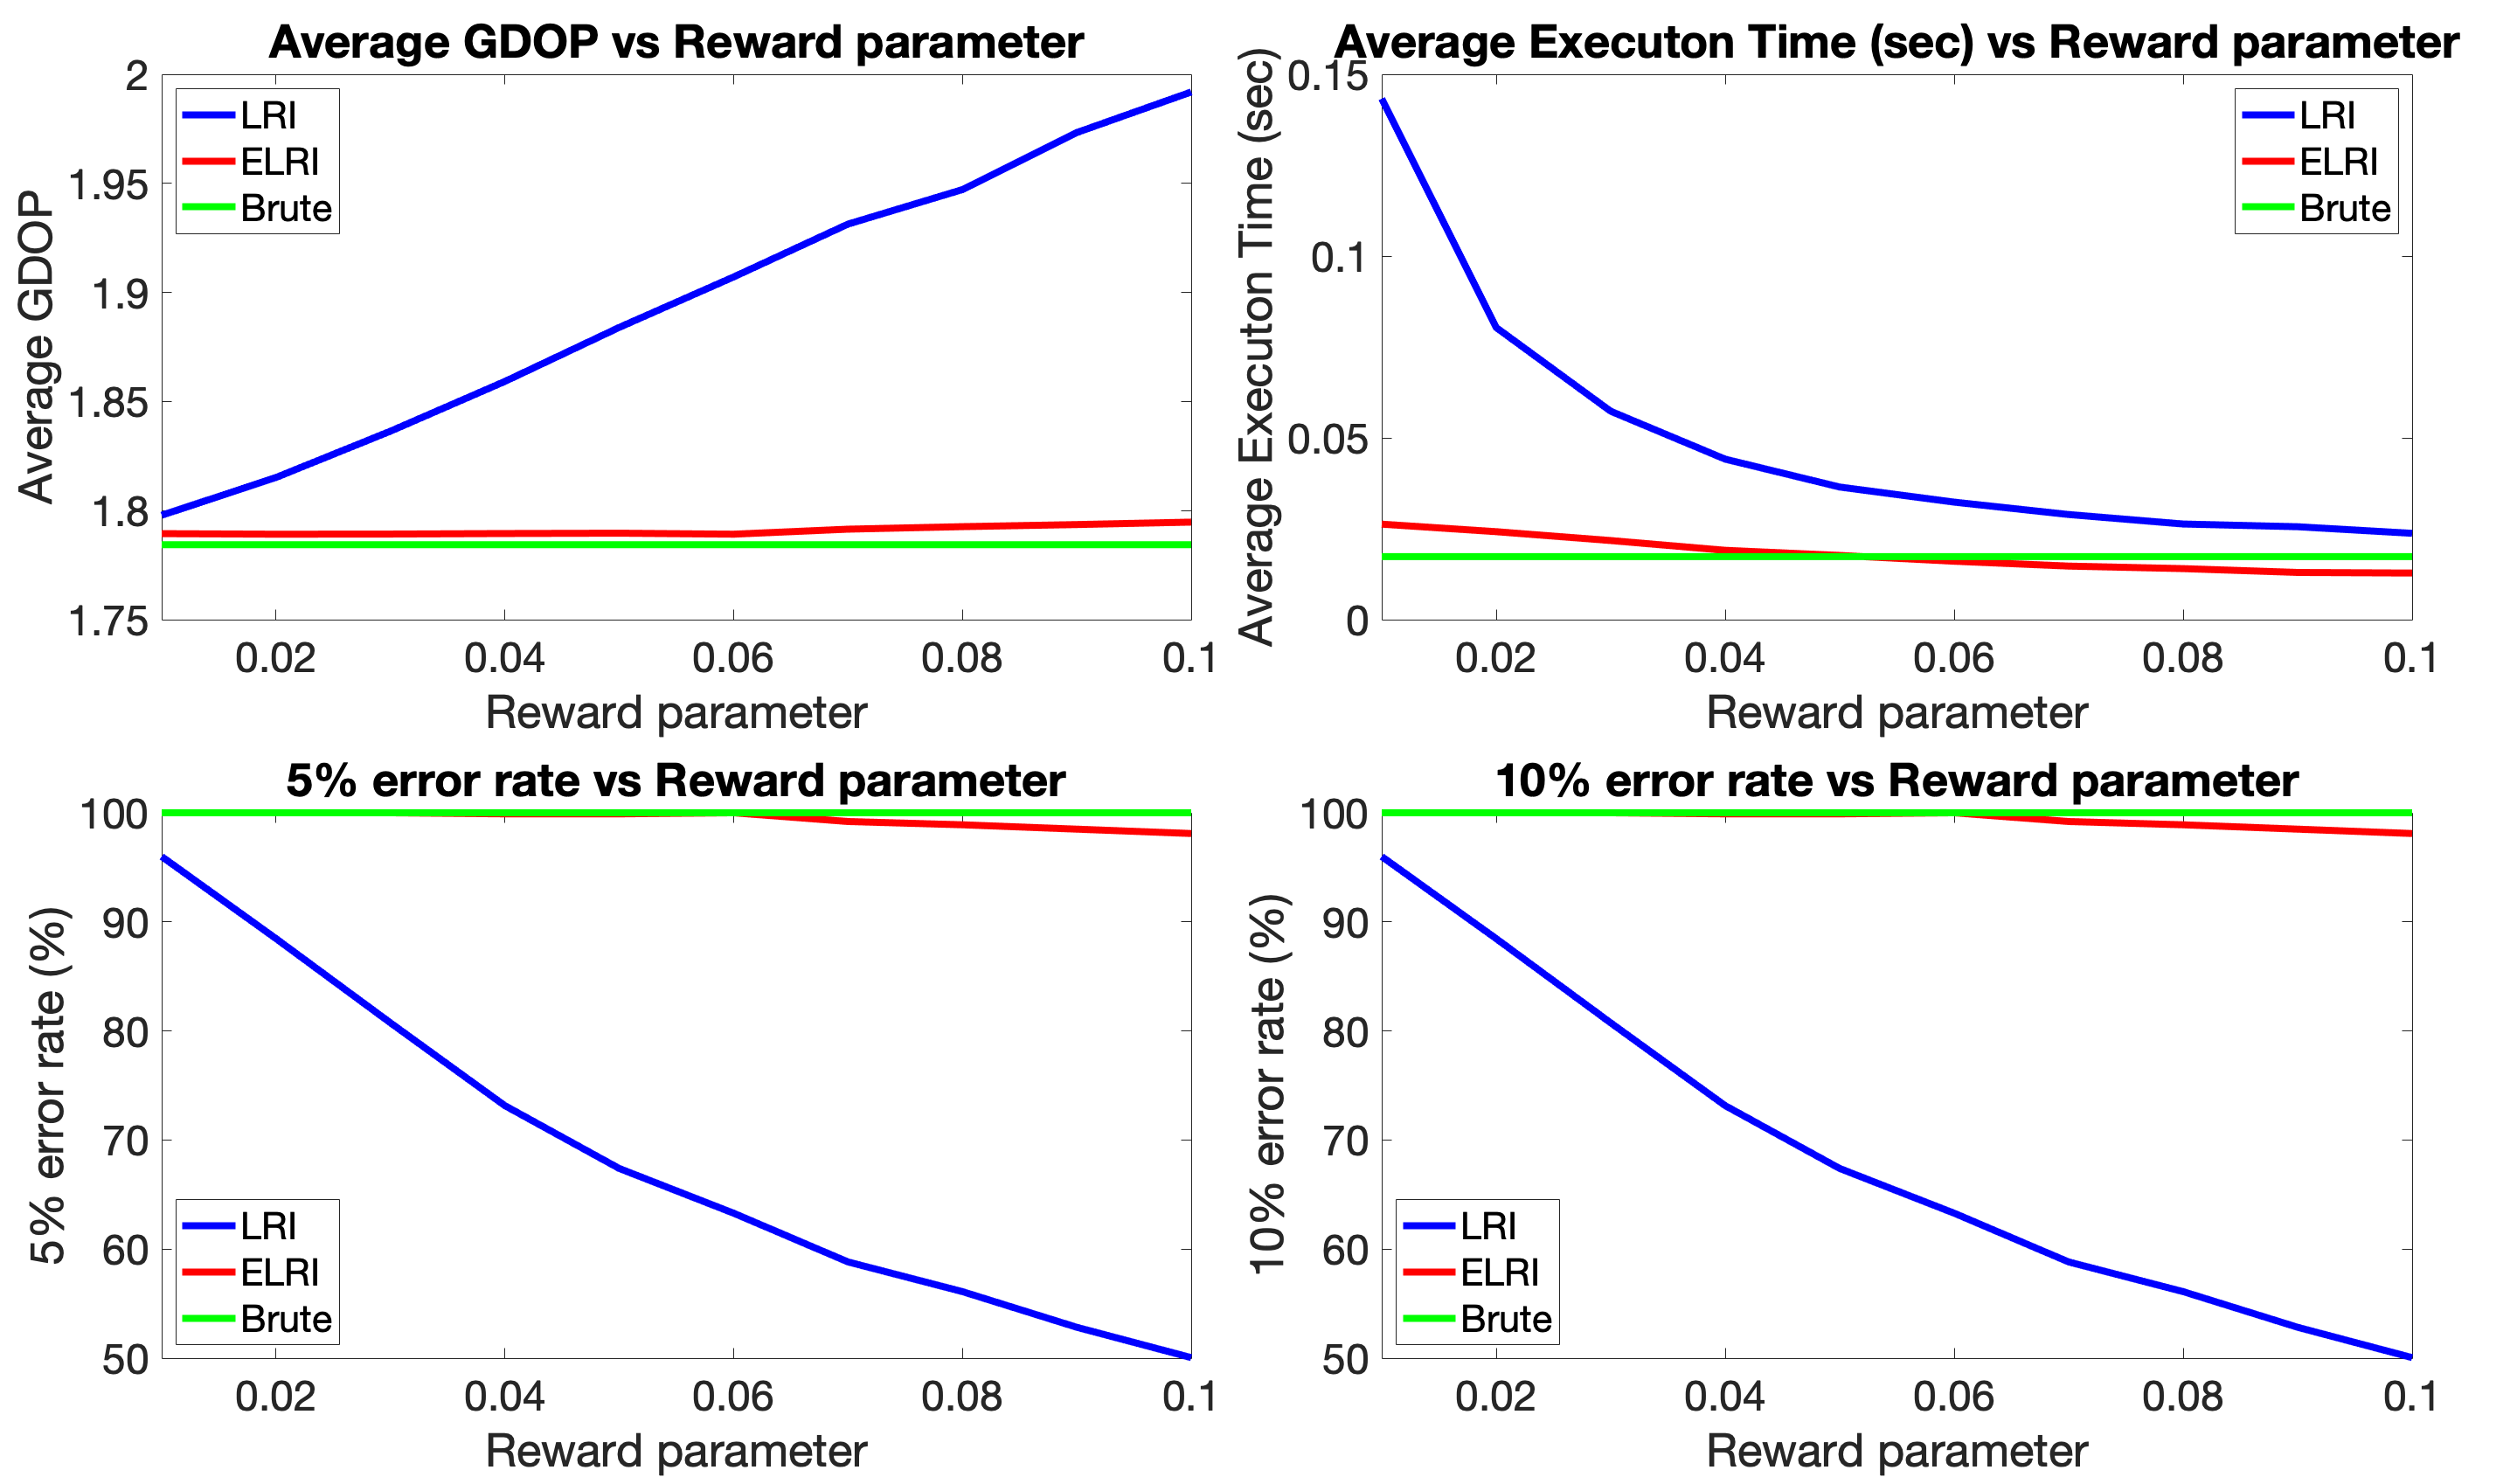 Average GDOP vs Reward parameter
2
1.95
1.9
1.85
1.8
1.75
Average GDOP
LRI
ELRI
Brute
0.02 0.04 0.06 0.08 0.1
Reward parameter
Average Executon Time (sec) vs Reward parameter
0.15
0.1
0.05
0
Average Executon Time (sec)
LRI
ELRI
Brute
0.02 0.04 0.06 0.08 0.1
Reward parameter
5% error rate vs Reward parameter
100
90
80
70
60
50
5% error rate (%)
LRI
ELRI
Brute
0.02 0.04 0.06 0.08 0.1
Reward parameter
10% error rate vs Reward parameter
100
90
80
70
60
50
10% error rate (%)
LRI
ELRI
Brute
0.02 0.04 0.06 0.08 0.1
Reward parameter